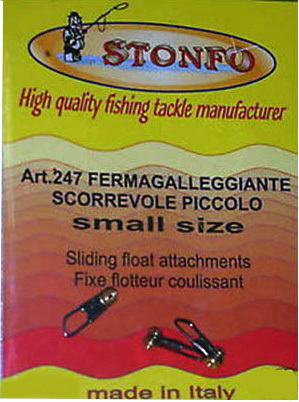 STONFO
High quality fishing tackle manufacturer
Art.247 FERMAGALLEGGIANTE
SCORREVOLE PICCOLO
small size
Sliding float attachments
Fixe flotteur coulissant
made in Italy